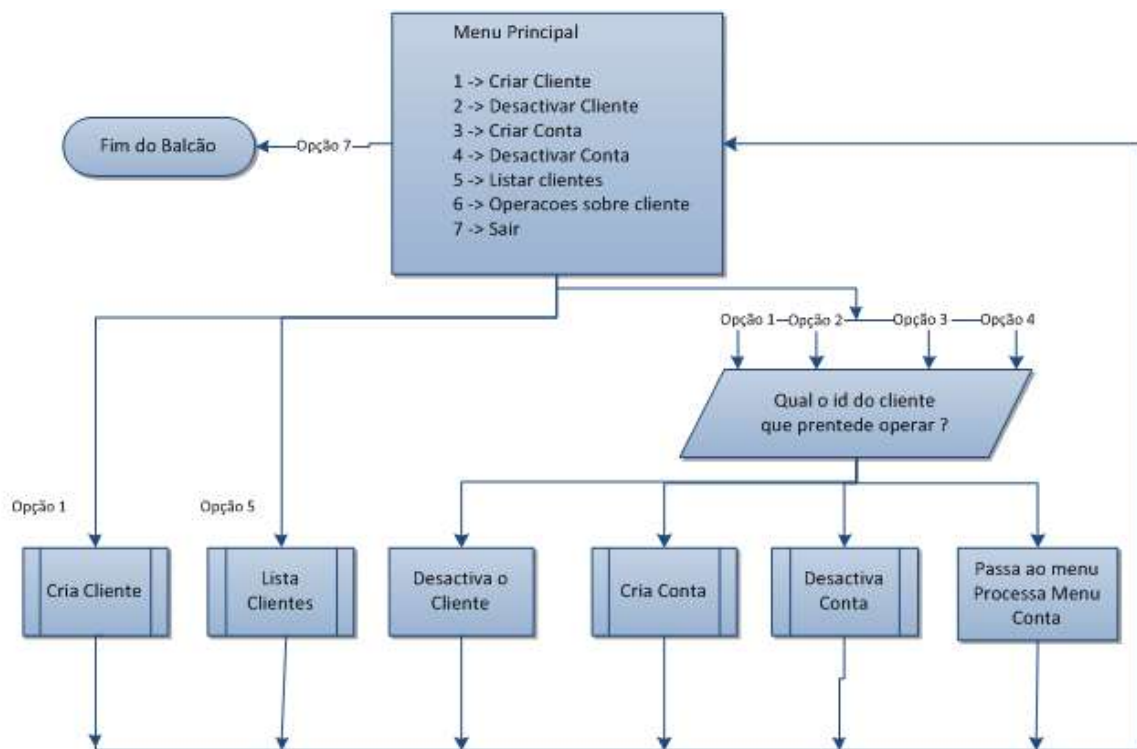 Menu Principal
1 -> Criar Cliente
2 -> Desactivar Cliente
3 -> Criar Conta
4 -> Desactivar Conta
5 -> Listar clientes
6 -> Operacoes sobre cliente
7 -> Sair
Fim do Balcão
Opção 7
Opção 1
Opção 2
Opção 3
Opção 4
Qual o id do cliente
que prentede operar ?
Opção 1
Opção 5
Cria Cliente
Lista
Clientes
Desactiva o
Cliente
Cria Conta
Desactiva
Conta
Passa ao menu
Processa Menu
Conta